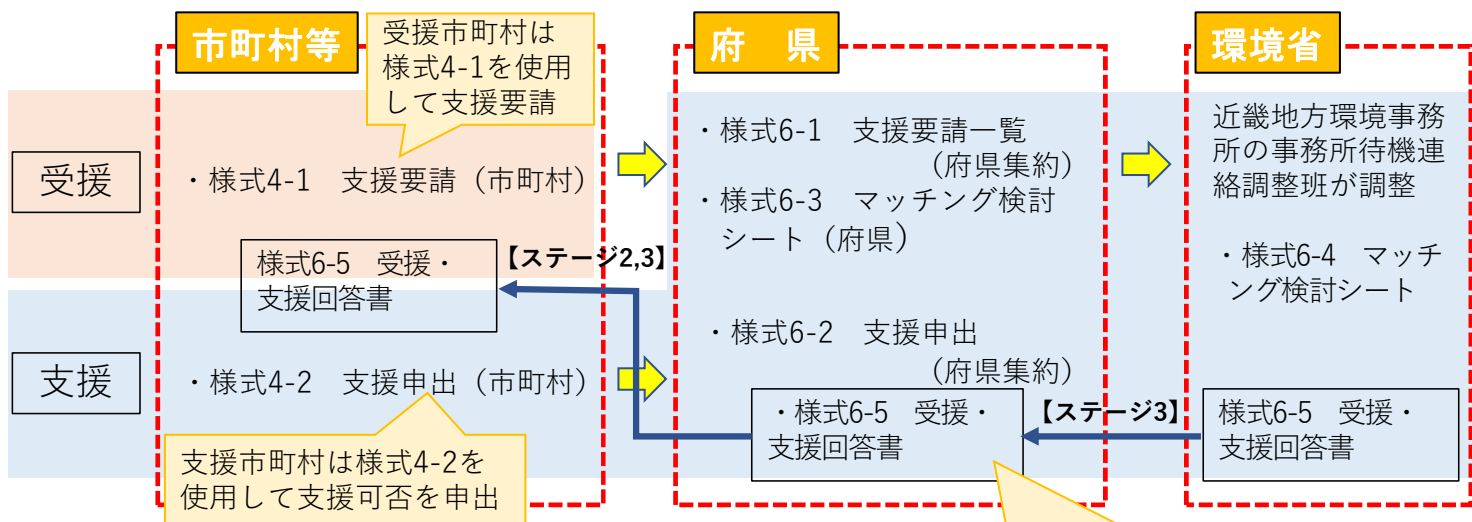 市町村等
受援市町村は
様式4-1を使用
して支援要請
府　県
環境省
受援
・様式4-1　支援要請（市町村）
・様式6-1　支援要請一覧
（府県集約）
・様式6-3　マッチング検討
シート（府県）
近畿地方環境事務
所の事務所待機連
絡調整班が調整
・様式6-4　マッチ
ング検討シート
様式6-5　受援・
支援回答書
【ステージ2,3】
支援
・様式4-2　支援申出（市町村）
・様式6-2　支援申出
（府県集約）
支援市町村は様式4-2を
使用して支援可否を申出
・様式6-5　受援・
支援回答書
【ステージ3】
様式6-5　受援・
支援回答書